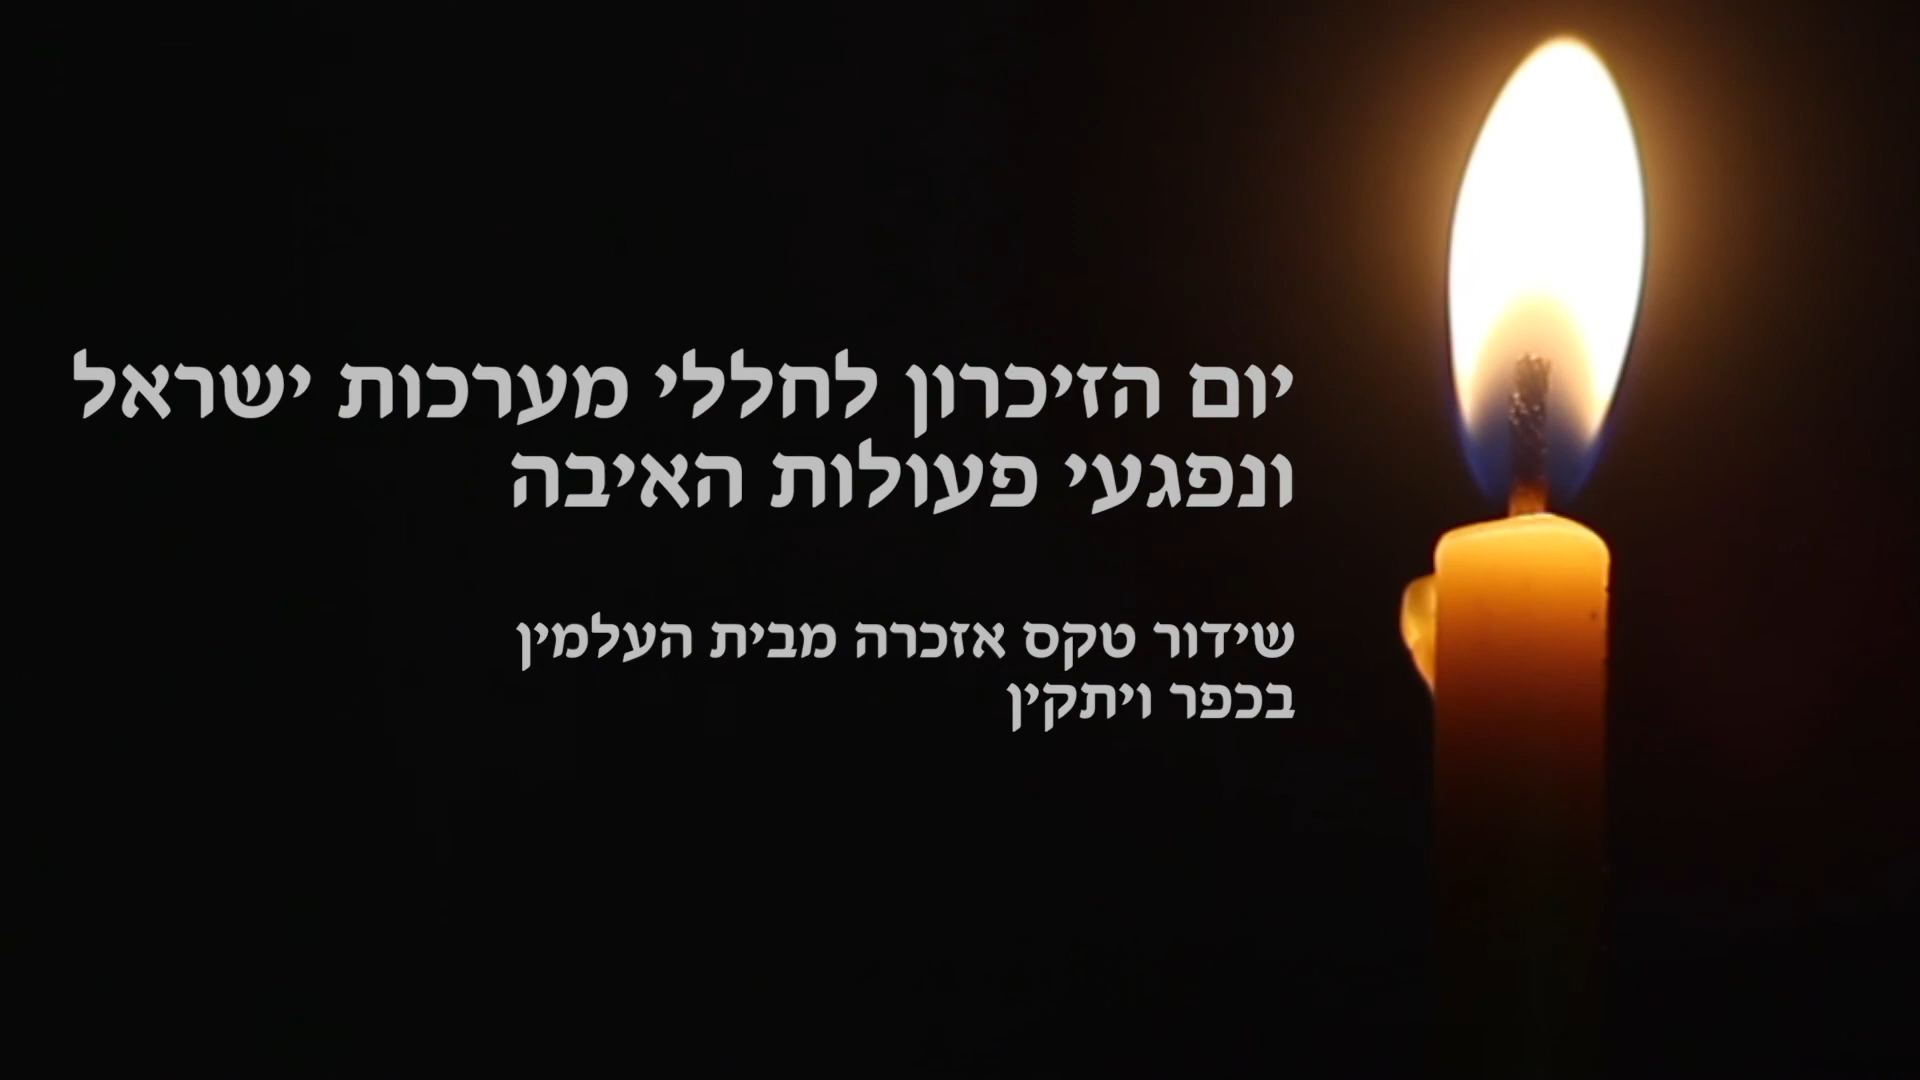 יום הזיכרון לחללי מערכות ישראל
ונפגעי פעולות האיבה
שידור טקס אזכרה מבית העלמין
בכפר ויתקין